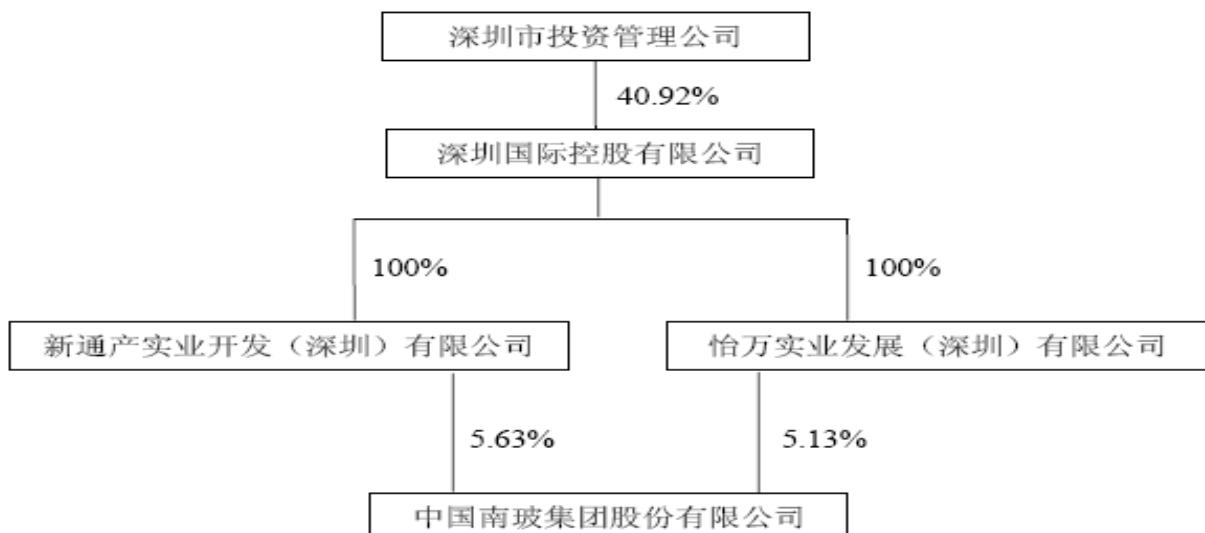 深圳市投资管理公司
40.92%
深圳国际控股有限公司
100%
100%
新通产实业开发（深圳）有限公司
怡万实业发展（深圳）有限公司
5.63%
5.13%
中国南玻集团股份有限公司